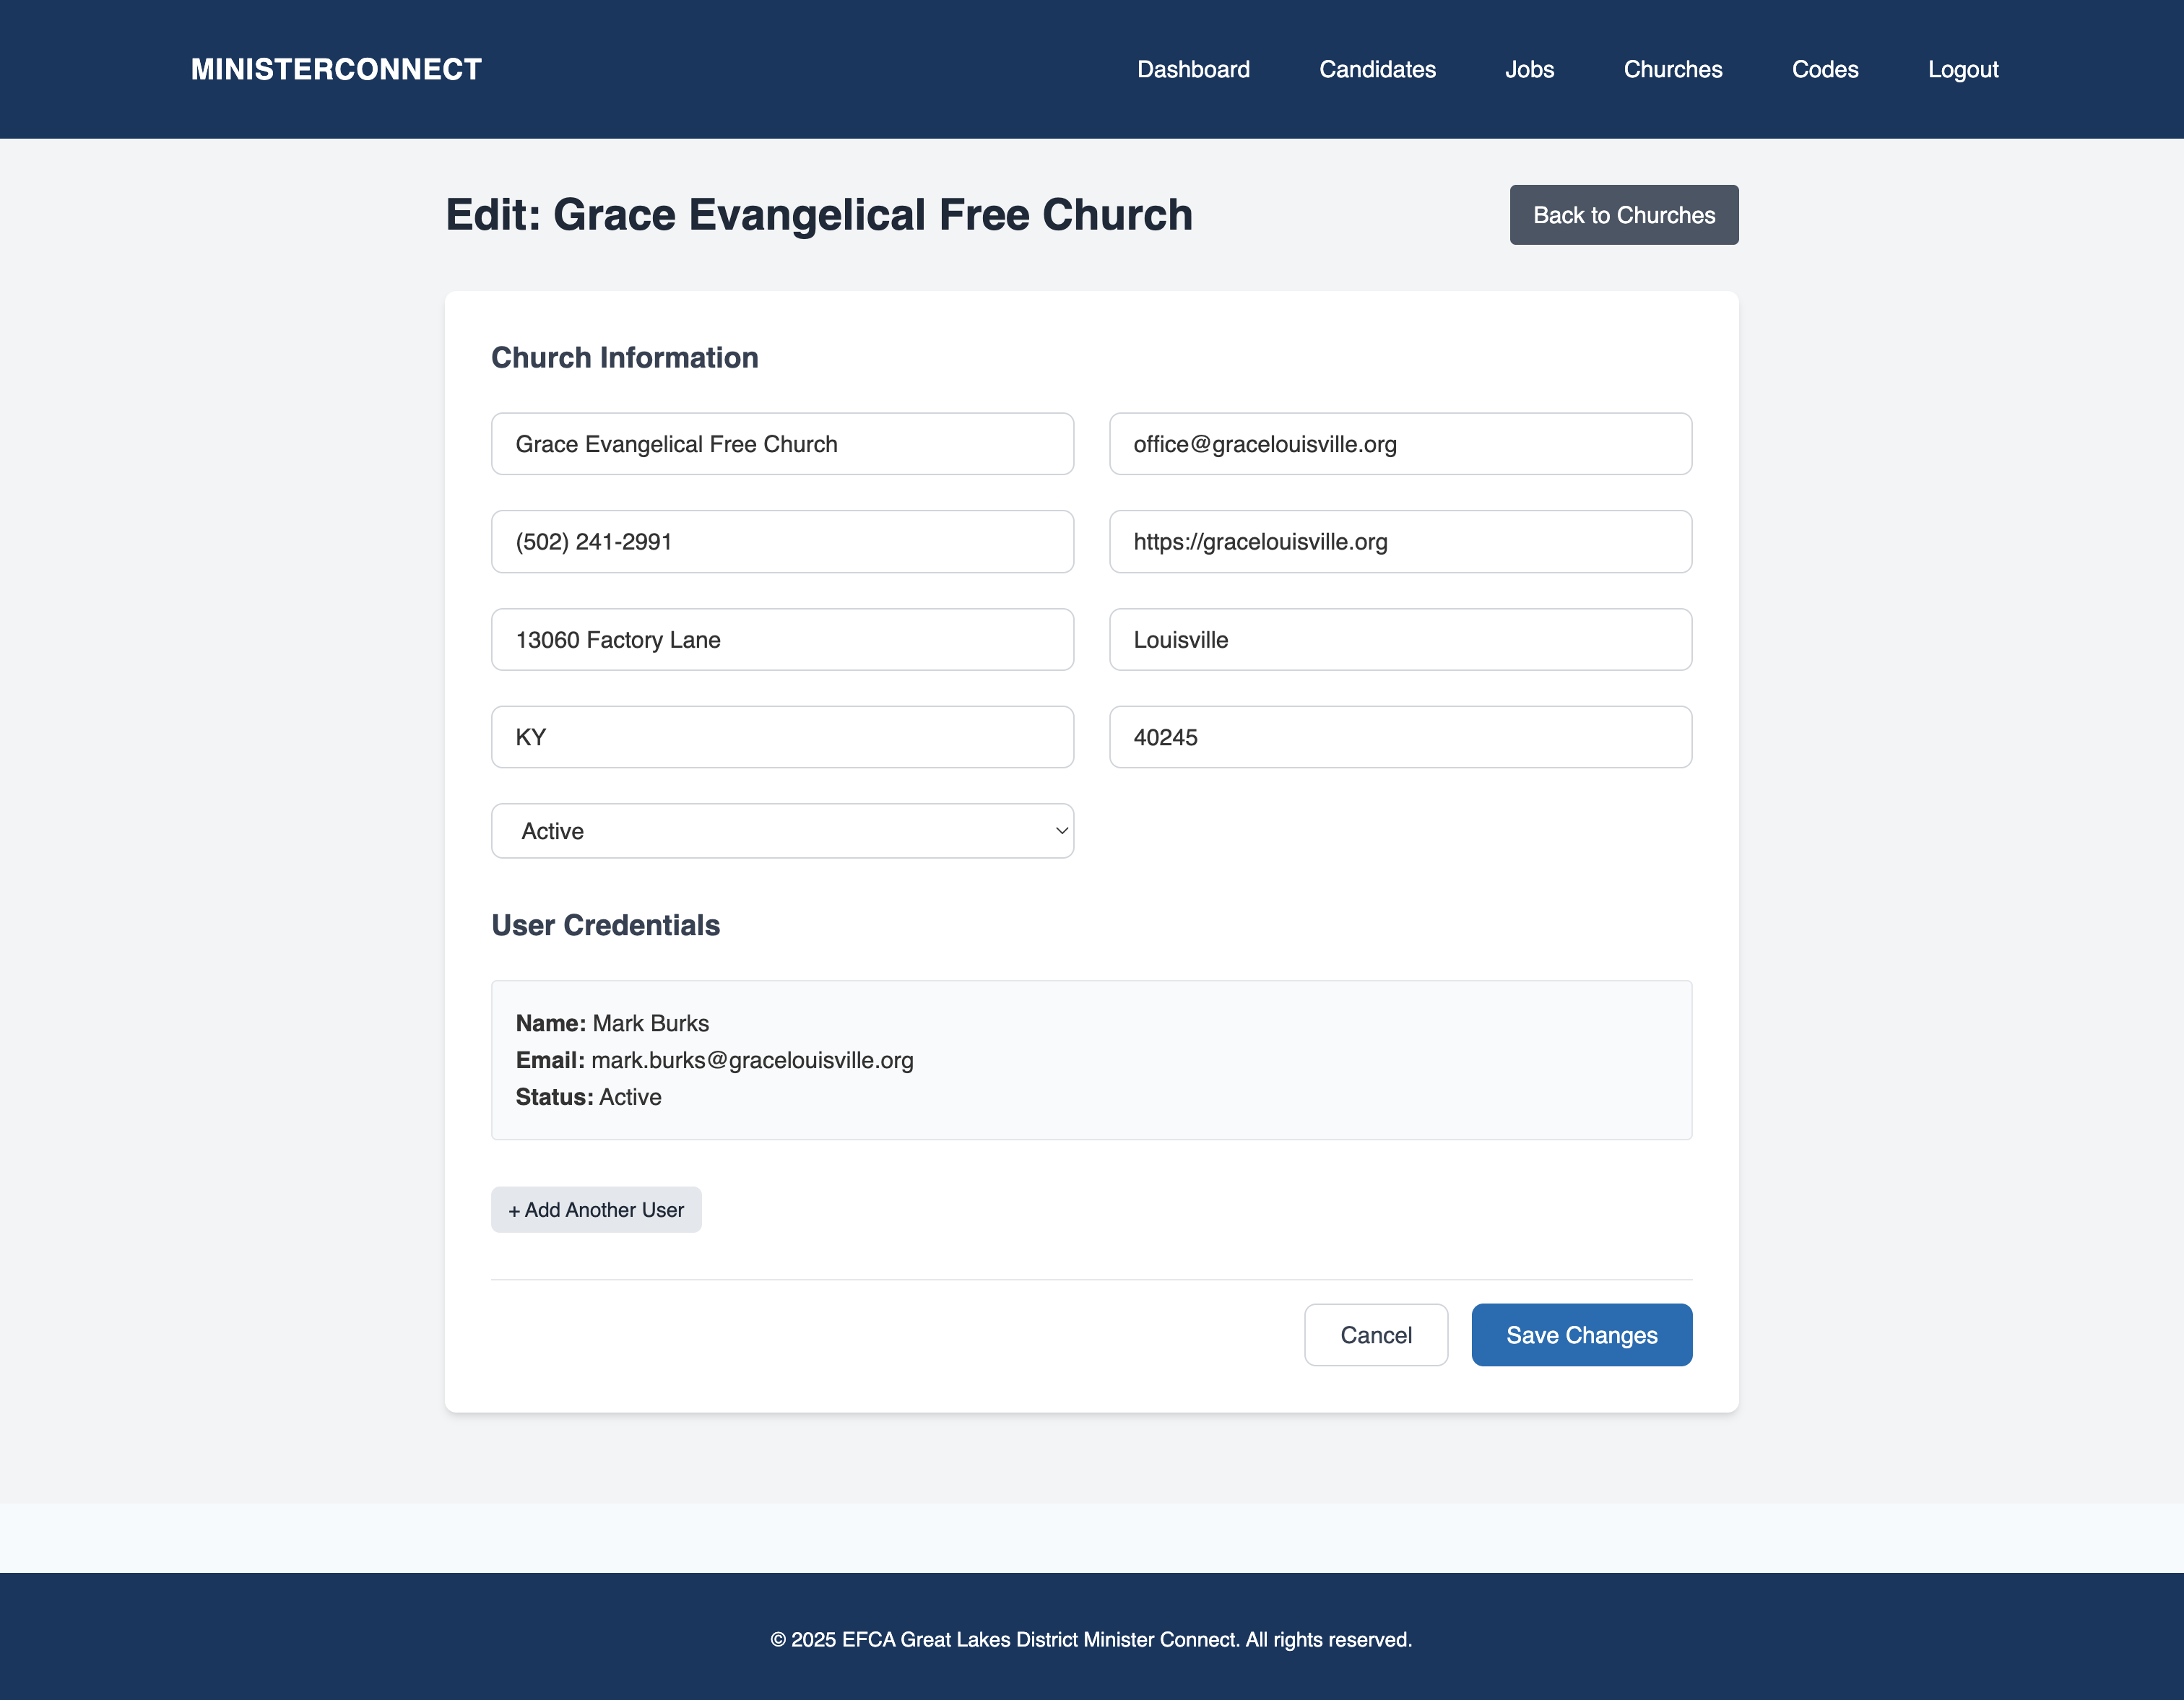 MINISTERCONNECT
Dashboard Candidates Jobs Churches Codes Logout
Edit: Grace Evangelical Free Church
Back to Churches
Church Information
Grace Evangelical Free Church
office@gracelouisville.org
(502) 241-2991
https://gracelouisville.org
13060 Factory Lane
Louisville
KY
40245
Active
User Credentials
Name: Mark Burks
Email: mark.burks@gracelouisville.org
Status: Active
+ Add Another User
Cancel
Save Changes
© 2025 EFCA Great Lakes District Minister Connect. All rights reserved.